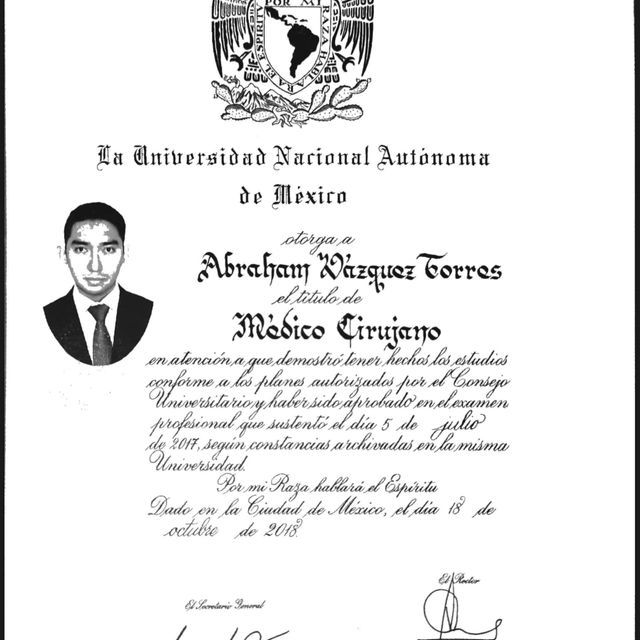 POR MI RAZA HABLARA EL ESPIRITU
La Universidad Nacional Autónoma
de México
otorga a
Abraham Vázquez Torres
el título de
Médico Cirujano
en atención a que demostró tener hechos los estudios
conforme a los planes autorizados por el Consejo
Universitario y haber sido aprobado en el examen
profesional que sustentó el día 5 de julio
de 2017, según constancias archivadas en la misma
Universidad.
Por mi Raza hablará el Espíritu
Dado en la Ciudad de México, el día 18 de
octubre de 2018.
El Rector
El Secretario General